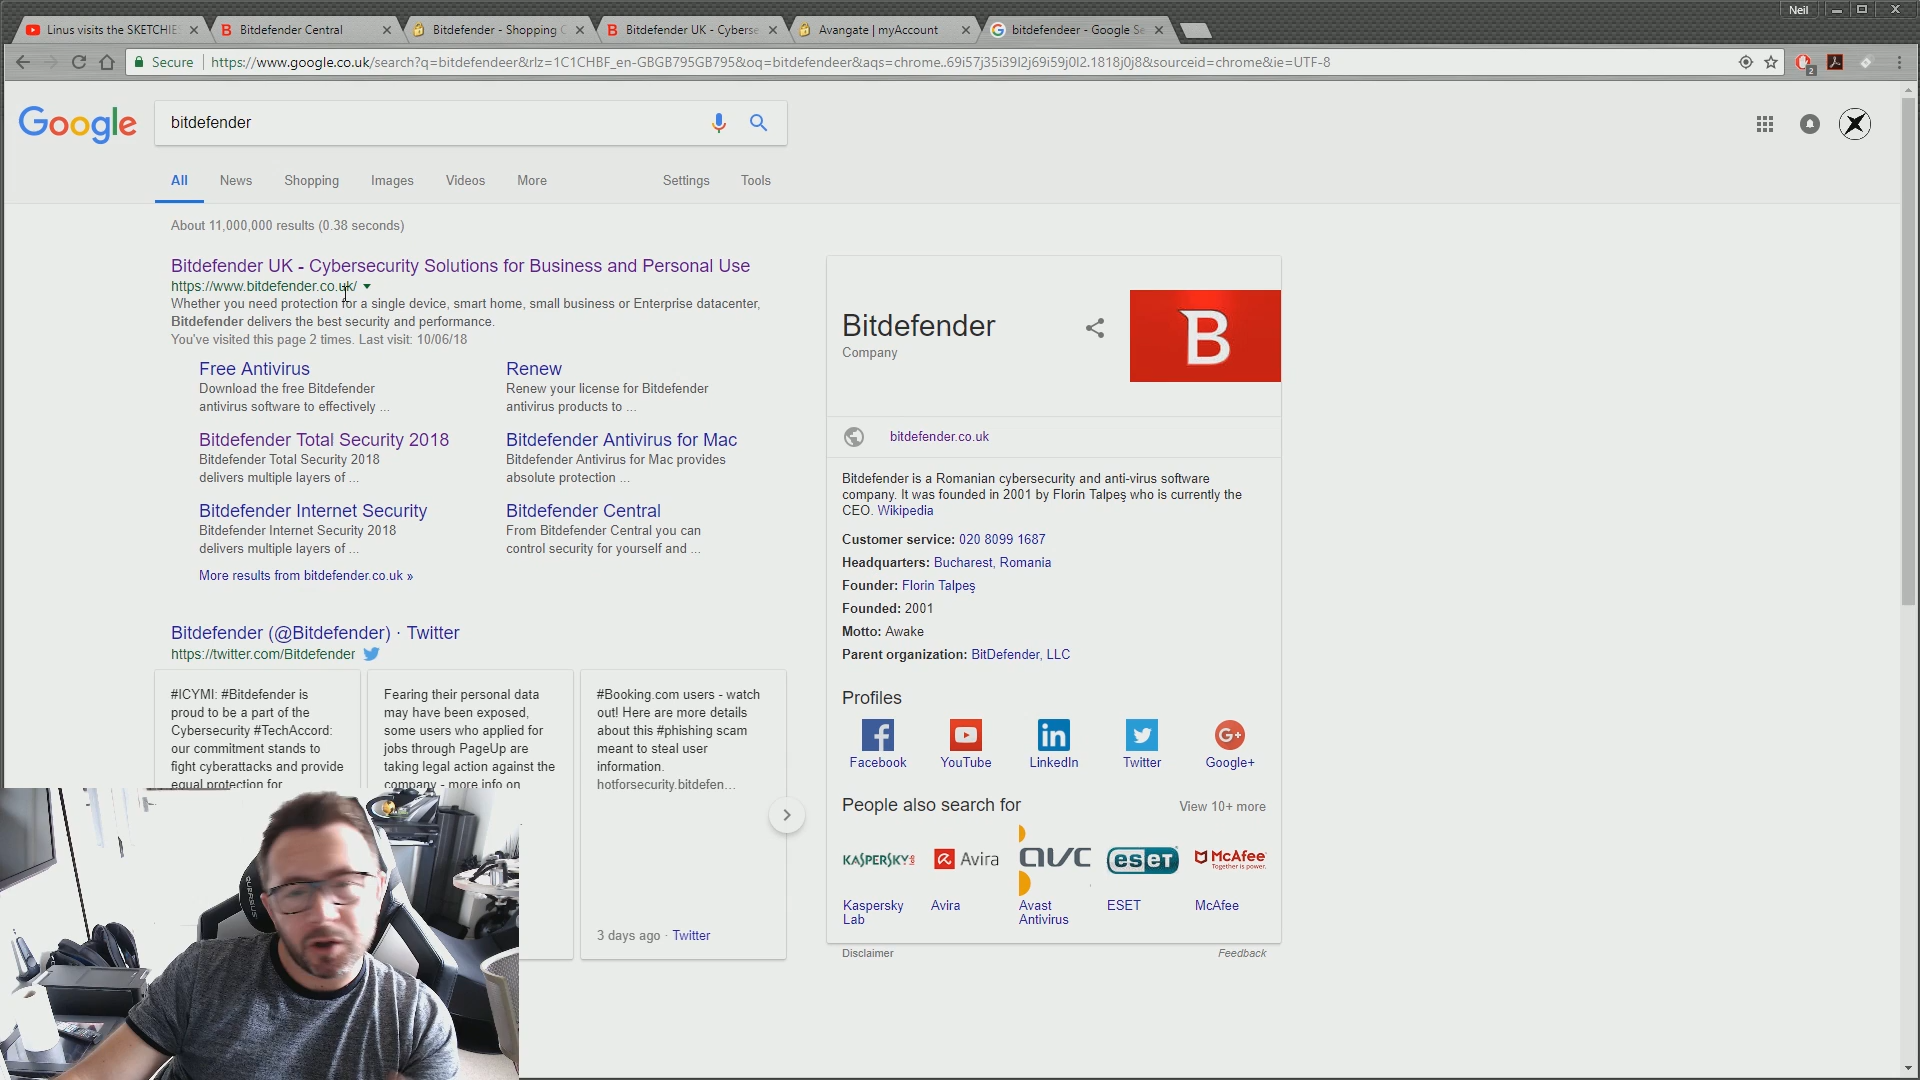 Neil
Linus visits the SKETCHIE
Bitdefender Central
Bitdefender - Shopping C
Bitdefender UK - Cyberse
Avangate | myAccount
bitdefendeer - Google Se
Secure
https://www.google.co.uk/search?q=bitdefendeer&rlz=1C1CHBF_en-GBGB795GB795&oq=bitdefendeer&aqs=chrome..69i57j35i39l2j69i59j0l2.1818j0j8&sourceid=chrome&ie=UTF-8
2
Google
bitdefender
All
News
Shopping
Images
Videos
More
Settings
Tools
About 11,000,000 results (0.38 seconds)
Bitdefender UK - Cybersecurity Solutions for Business and Personal Use
https://www.bitdefender.co.uk/
Whether you need protection for a single device, smart home, small business or Enterprise datacenter,
Bitdefender delivers the best security and performance.
You've visited this page 2 times. Last visit: 10/06/18
Free Antivirus
Download the free Bitdefender
antivirus software to effectively ...
Renew
Renew your license for Bitdefender
antivirus products to ...
Bitdefender Total Security 2018
Bitdefender Total Security 2018
delivers multiple layers of ...
Bitdefender Antivirus for Mac
Bitdefender Antivirus for Mac provides
absolute protection ...
Bitdefender Internet Security
Bitdefender Internet Security 2018
delivers multiple layers of ...
Bitdefender Central
From Bitdefender Central you can
control security for yourself and ...
More results from bitdefender.co.uk »
Bitdefender (@Bitdefender) · Twitter
https://twitter.com/Bitdefender
#ICYMI: #Bitdefender is
proud to be a part of the
Cybersecurity #TechAccord:
our commitment stands to
fight cyberattacks and provide
equal protection for
Fearing their personal data
may have been exposed,
some users who applied for
jobs through PageUp are
taking legal action against the
company - more info on
#Booking.com users - watch
out! Here are more details
about this #phishing scam
meant to steal user
information.
hotforsecurity.bitdefen...
3 days ago · Twitter
Bitdefender
Company
B
bitdefender.co.uk
Bitdefender is a Romanian cybersecurity and anti-virus software
company. It was founded in 2001 by Florin Talpeş who is currently the
CEO. Wikipedia
Customer service: 020 8099 1687
Headquarters: Bucharest, Romania
Founder: Florin Talpeş
Founded: 2001
Motto: Awake
Parent organization: BitDefender, LLC
Profiles
Facebook
YouTube
LinkedIn
Twitter
Google+
People also search for
View 10+ more
KASPERSKY
Avira
avc
eset
McAfee
Together is power.
Kaspersky
Lab
Avira
Avast
Antivirus
ESET
McAfee
Disclaimer
Feedback